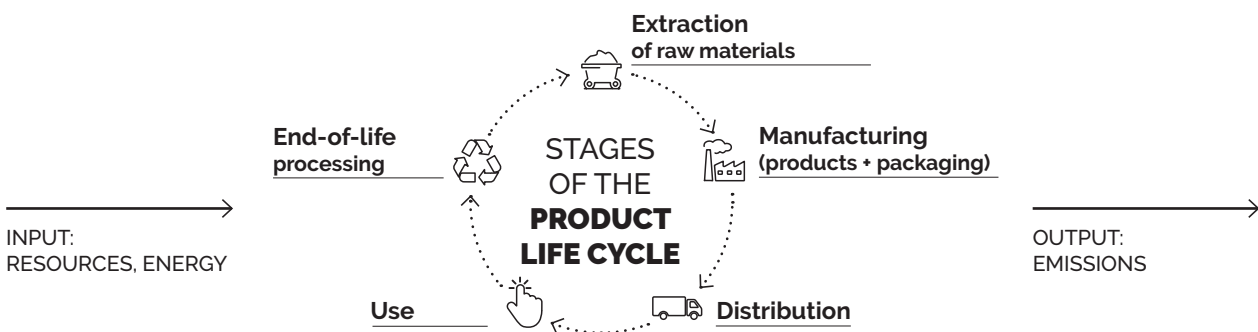 Extraction
of raw materials
End-of-life
processing
STAGES
OF THE
PRODUCT
LIFE CYCLE
Manufacturing
(products + packaging)
INPUT:
RESOURCES, ENERGY
OUTPUT:
EMISSIONS
Use
Distribution